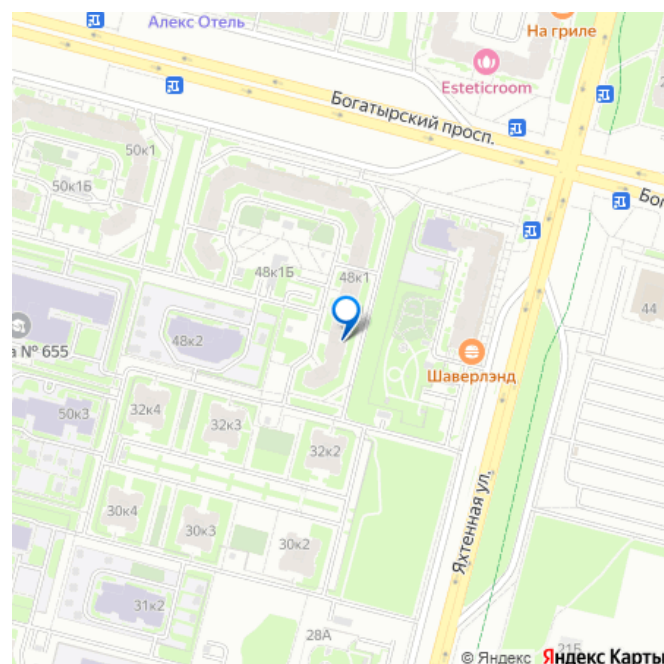 Алекс Отель
На гриле
Esteticroom
Богатырский просп.
50к1
50к1Б
Бог
48к1Б
48к1
44
а № 655
48к2
Шаверлэнд
50к3
32к4
32к3
32к2
Яхтенная ул.
30к4
30к3
30к2
31к2
28А
21Б
© Яндекс Яндекс Карты